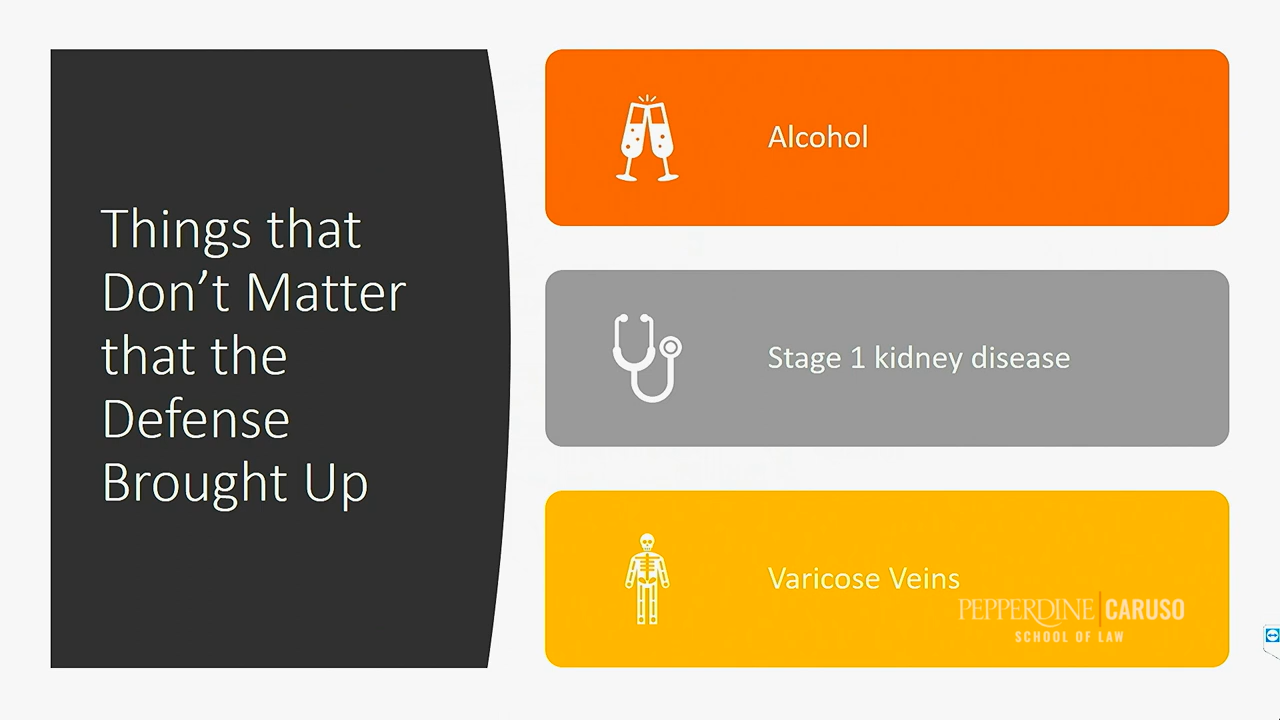 Things that
Don’t Matter
that the
Defense
Brought Up
Alcohol
Stage 1 kidney disease
Varicose Veins
PEPPERDINE CARUSO
SCHOOL OF LAW